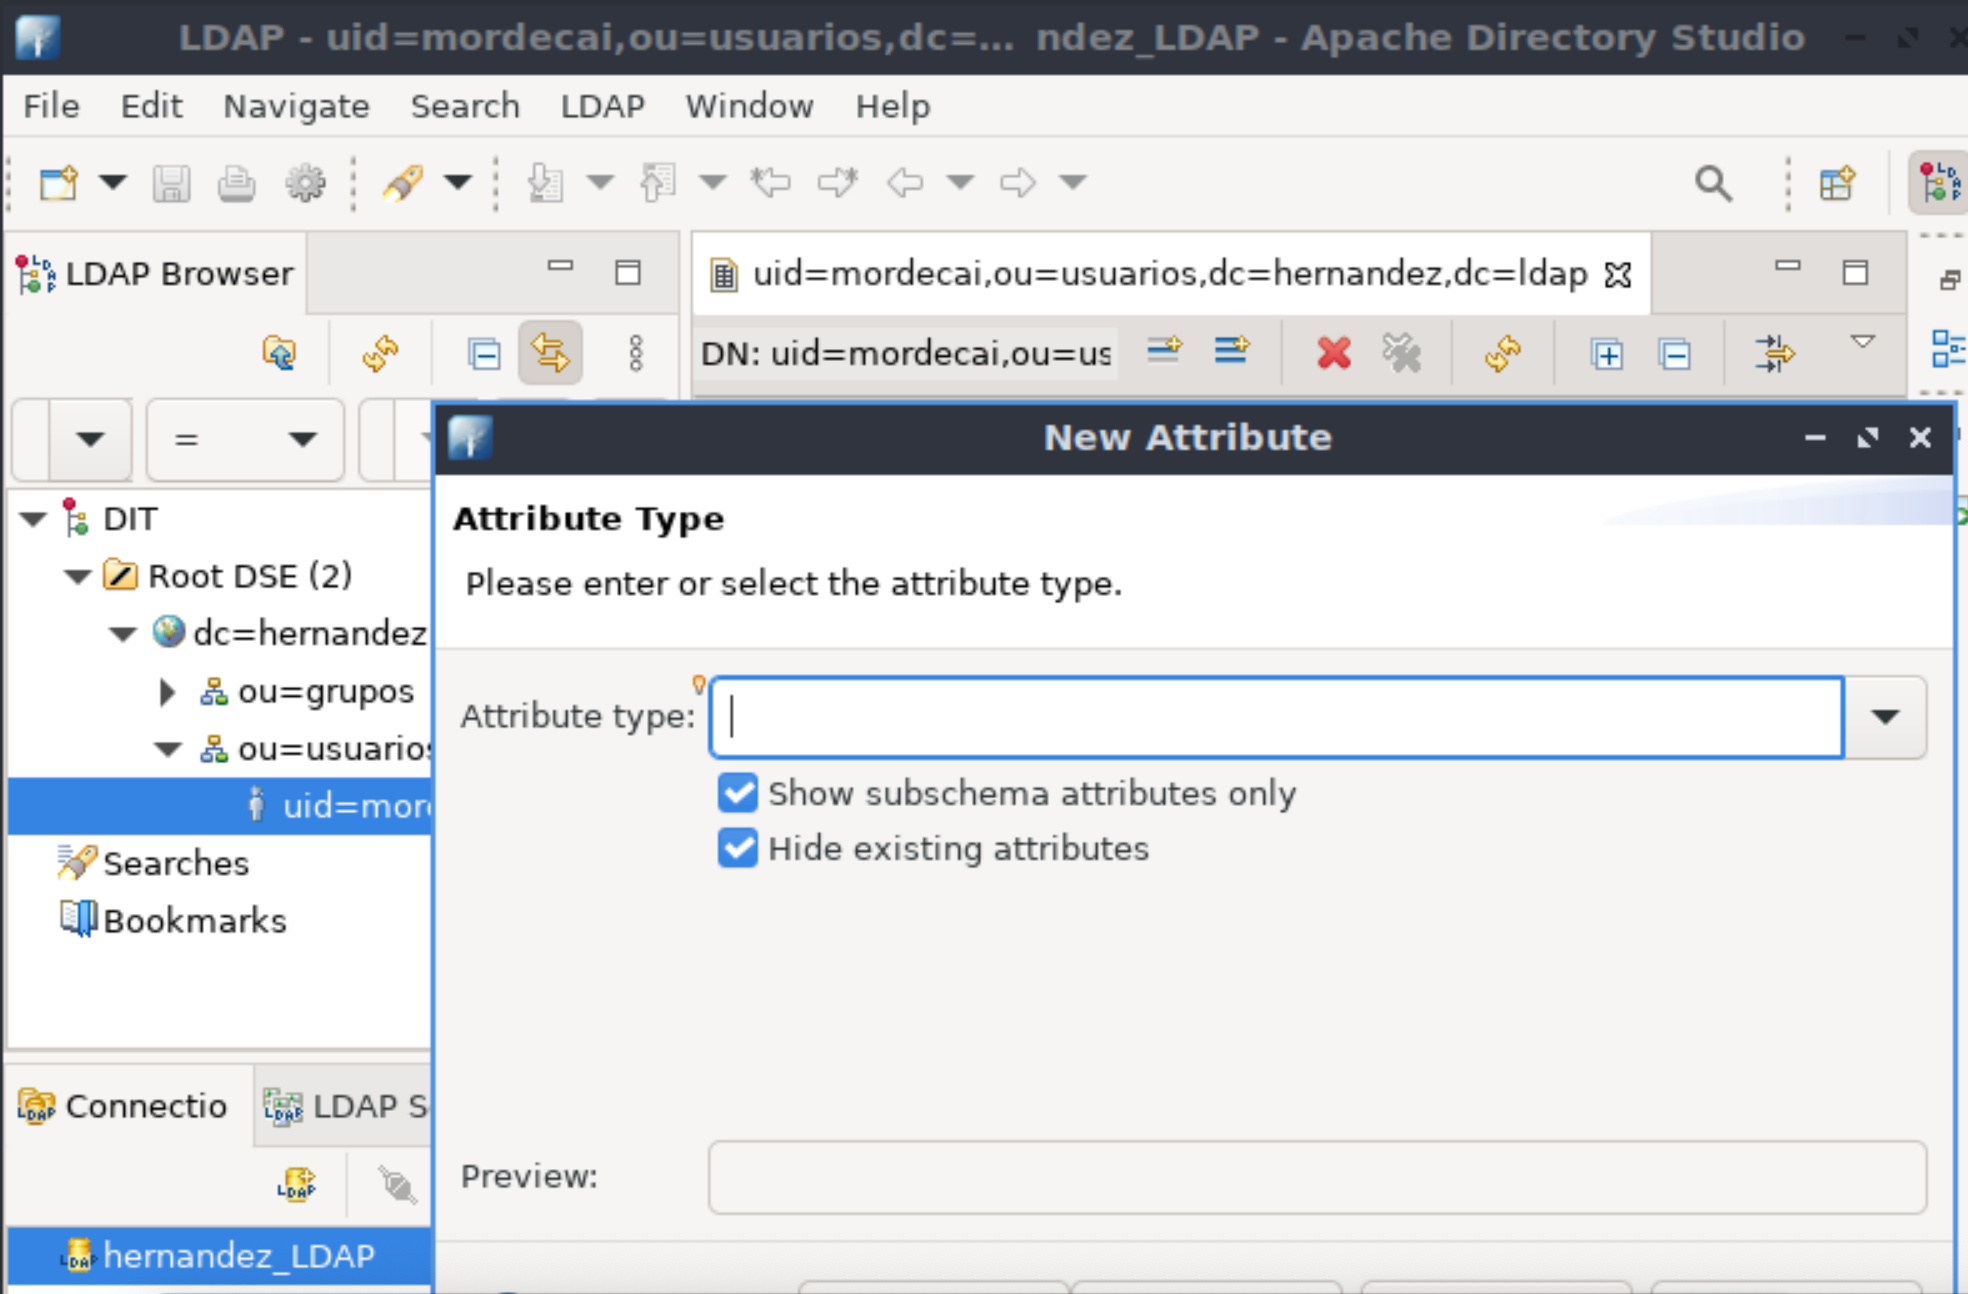 LDAP - uid=mordecai,ou=usuarios,dc=... ndez_LDAP - Apache Directory Studio
File Edit Navigate Search LDAP Window Help
LDAP Browser
uid=mordecai,ou=usuarios,dc=hernandez,dc=ldap
DN: uid=mordecai,ou=us
=
New Attribute
Attribute Type
Please enter or select the attribute type.
DIT
Root DSE (2)
dc=hernandez
ou=grupos
ou=usuarios
uid=mor
Searches
Bookmarks
Attribute type:
Show subschema attributes only
Hide existing attributes
Preview:
Connectio
LDAP S
LDAP
hernandez_LDAP